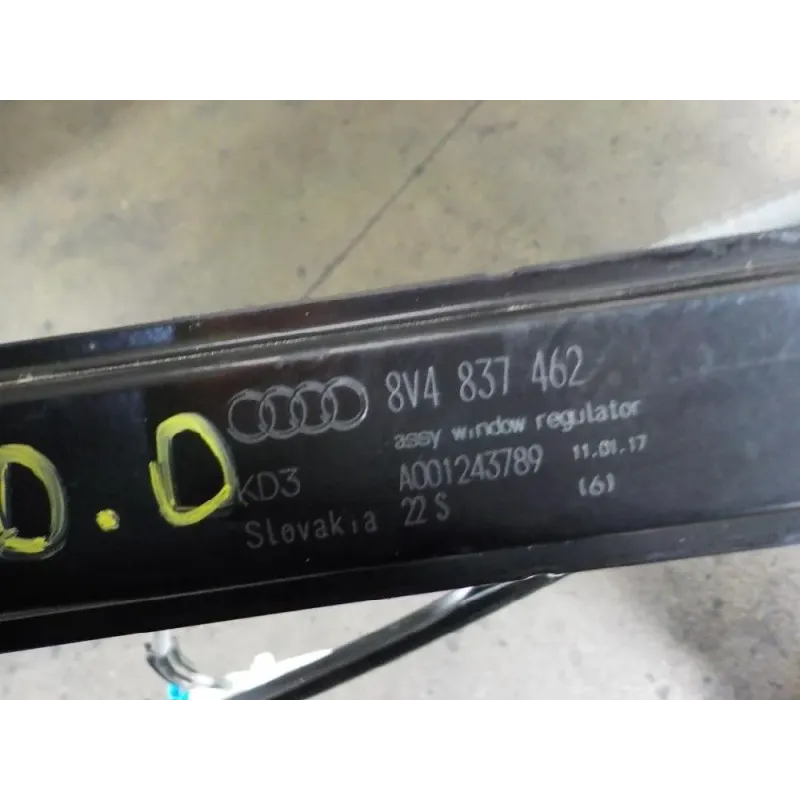 8V4 837 462
assy window regulator
KD3 A001243789 11.01.17
Slovakia 22 S (6)
D.D